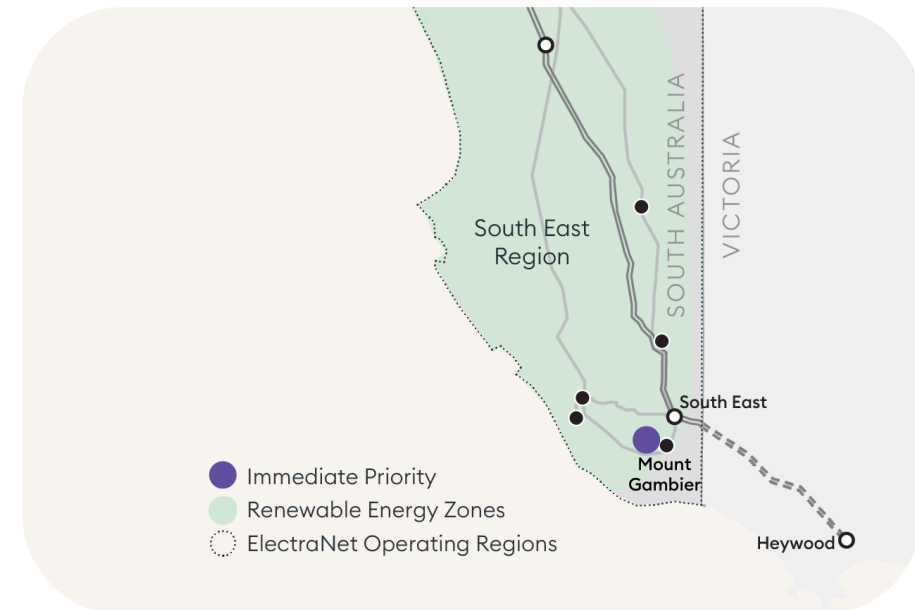 SOUTH AUSTRALIA
VICTORIA
South East
Region
South East
Mount
Gambier
Immediate Priority
Renewable Energy Zones
ElectraNet Operating Regions
Heywood